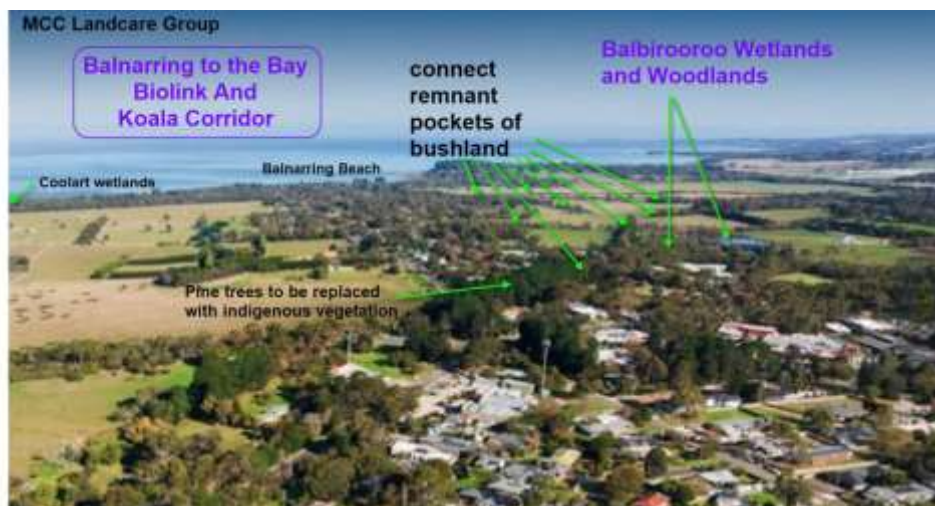 MCC Landcare Group
Balnarring to the Bay
Biolink And
Koala Corridor
connect
remnant
pockets of
bushland
Balbirooroo Wetlands
and Woodlands
Balnarring Beach
Coolart wetlands
Pine trees to be replaced
with indigenous vegetation